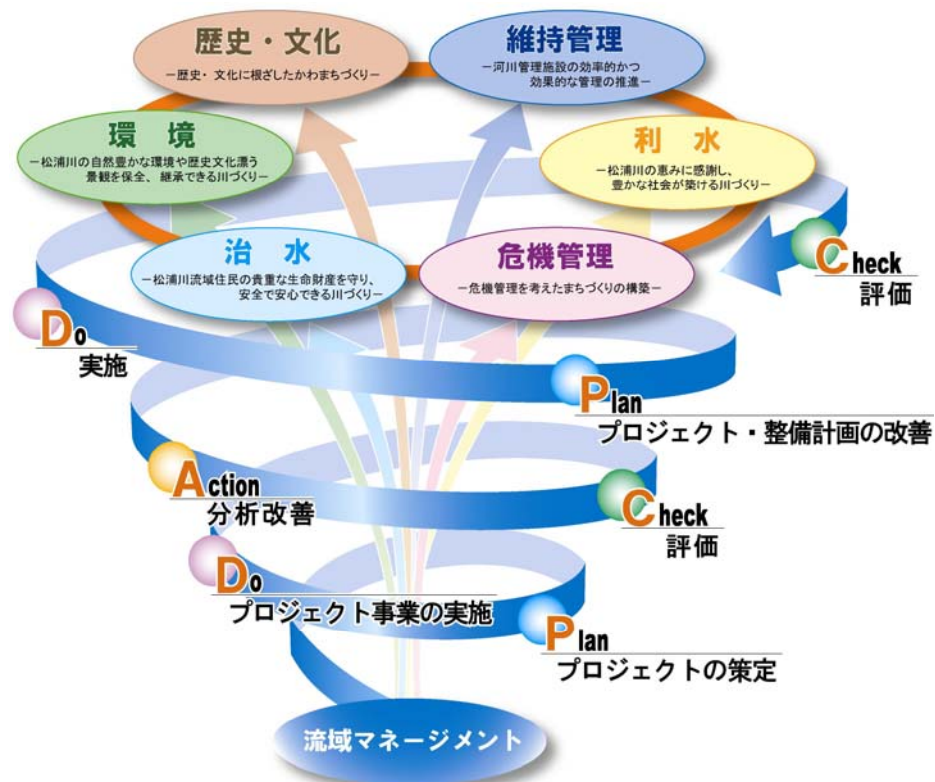 歴史・文化
－歴史・文化に根ざしたかわまちづくり－
維持管理
－河川管理施設の効率的かつ
効果的な管理の推進－
環 境
－松浦川の自然豊かな環境や歴史文化漂う
景観を保全、継承できる川づくり－
利 水
－松浦川の恵みに感謝し、
豊かな社会が築ける川づくり－
治 水
－松浦川流域住民の貴重な生命財産を守り、
安全で安心できる川づくり－
危機管理
－危機管理を考えたまちづくりの構築－
Check
評価
Do
実施
Plan
プロジェクト・整備計画の改善
Action
分析改善
Check
評価
Do
プロジェクト事業の実施
Plan
プロジェクトの策定
流域マネージメント